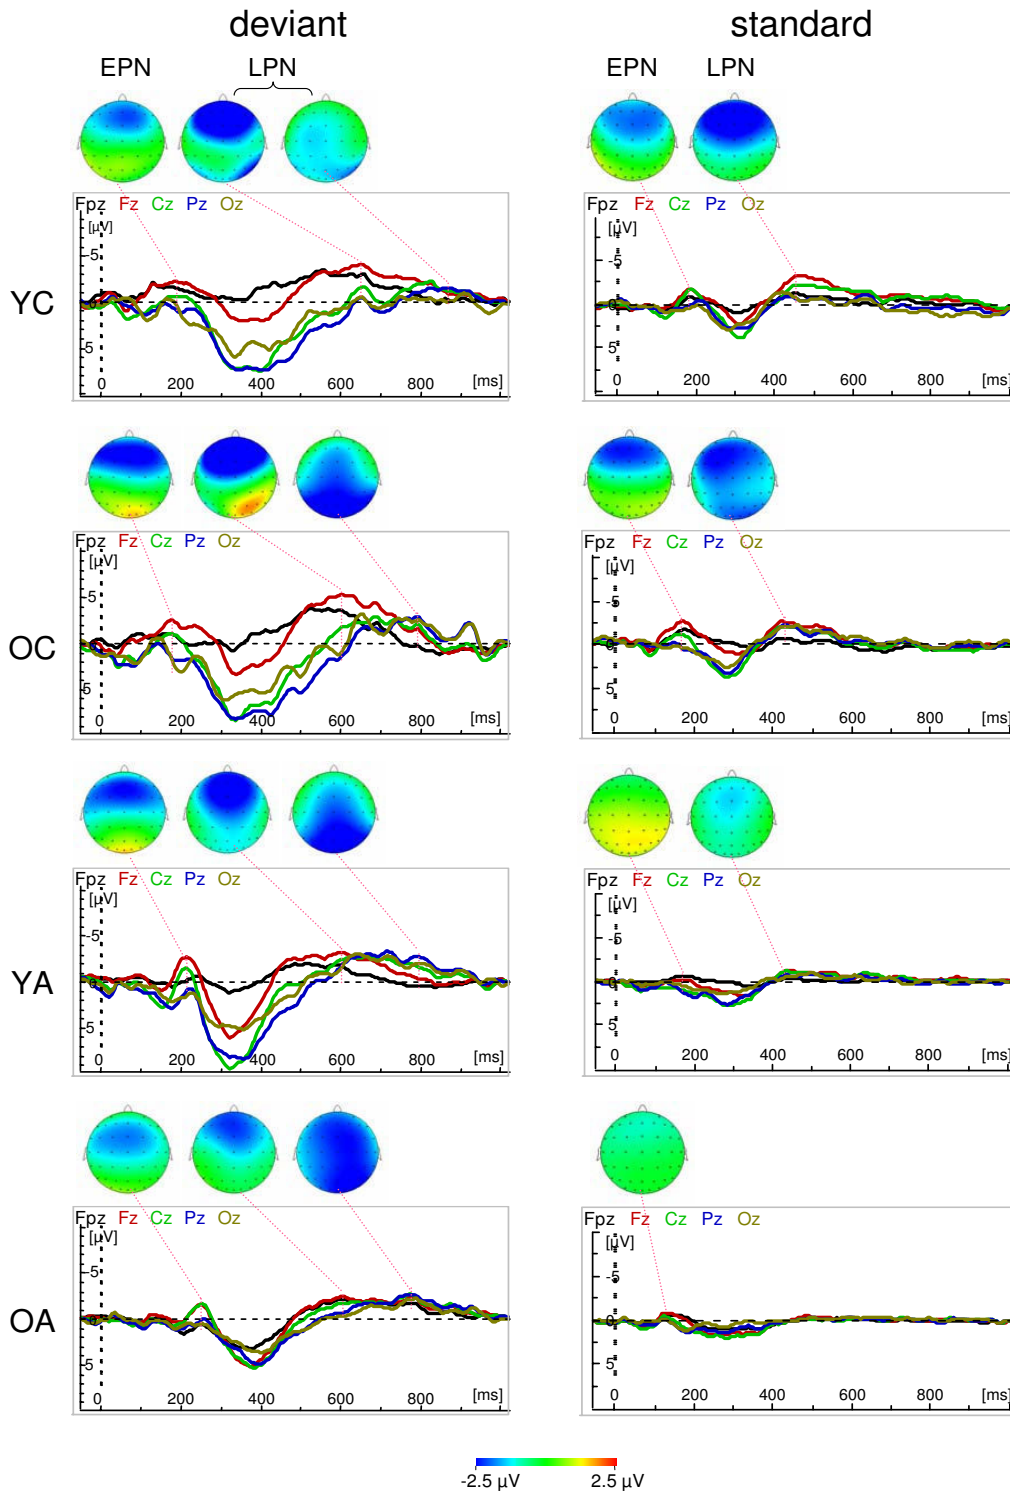 deviant standard
EPN LPN EPN LPN
Fpz Fz Cz Pz Oz Fpz Fz Cz Pz Oz
[µV] [µV]
-5 -5
YC 0 0
5 5
0 200 400 600 800 [ms] 0 200 400 600 800 [ms]
Fpz Fz Cz Pz Oz Fpz Fz Cz Pz Oz
[µV] [µV]
-5 -5
OC 0 0
5 5
0 200 400 600 800 [ms] 0 200 400 600 800 [ms]
Fpz Fz Cz Pz Oz Fpz Fz Cz Pz Oz
[µV] [µV]
-5 -5
YA 0 0
5 5
0 200 400 600 800 [ms] 0 200 400 600 800 [ms]
Fpz Fz Cz Pz Oz Fpz Fz Cz Pz Oz
[µV] [µV]
-5 -5
OA 0 0
5 5
0 200 400 600 800 [ms] 0 200 400 600 800 [ms]
-2.5 µV 2.5 µV